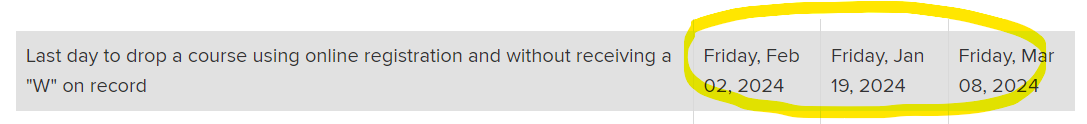 Last day to drop a course using online registration and without receiving a
"W" on record
Friday, Feb
02, 2024
Friday, Jan
19, 2024
Friday, Mar
08, 2024